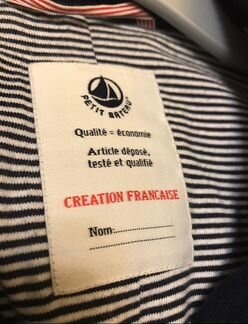 PETIT BATEAU
Qualité = économie
Article déposé,
testé et qualifié
CREATION FRANCAISE
Nom: